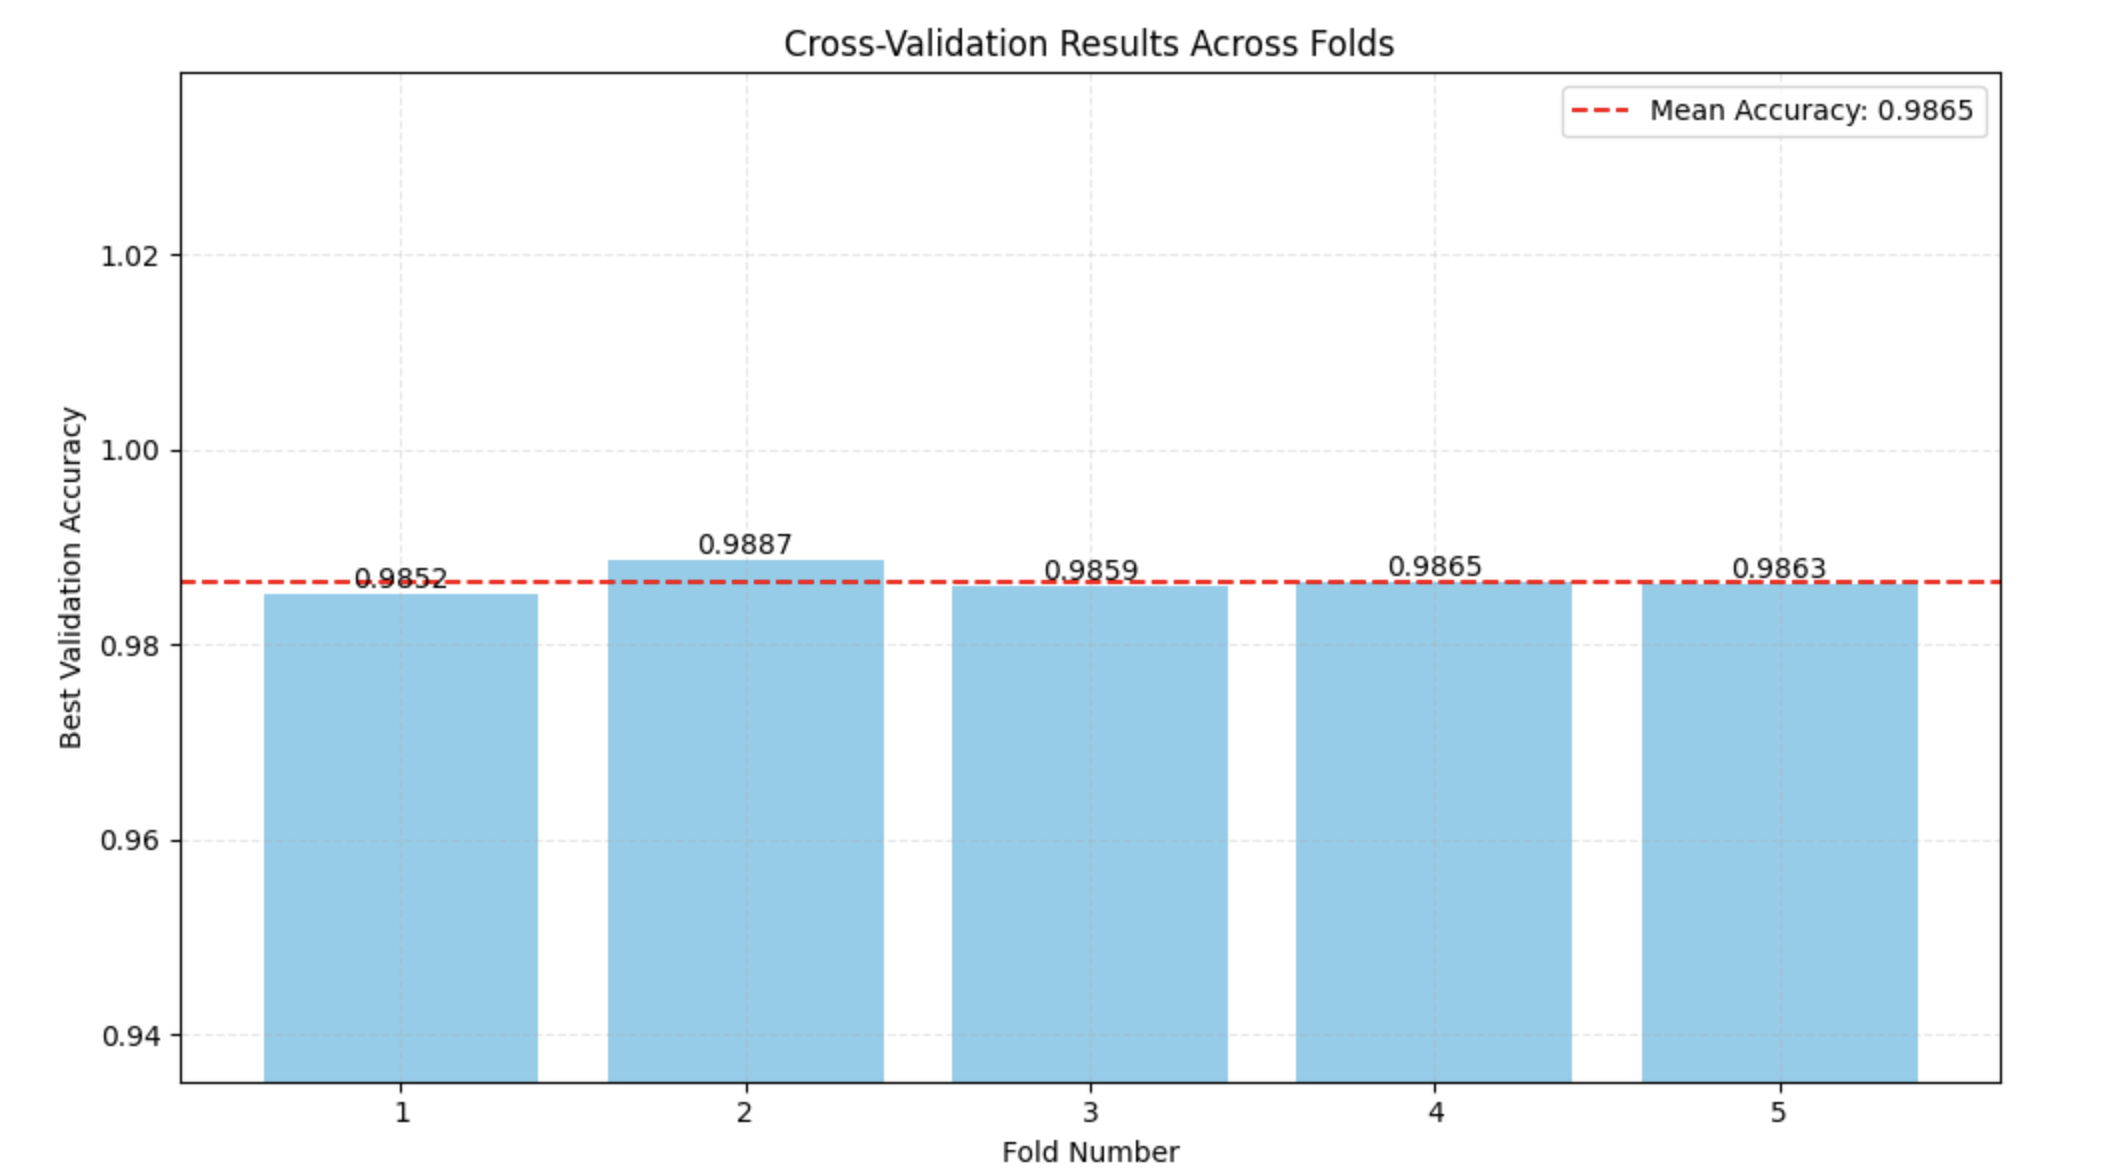 Cross-Validation Results Across Folds
Mean Accuracy: 0.9865
Best Validation Accuracy
1.02
1.00
0.98
0.96
0.94
0.9852
0.9887
0.9859
0.9865
0.9863
1 2 3 4 5
Fold Number